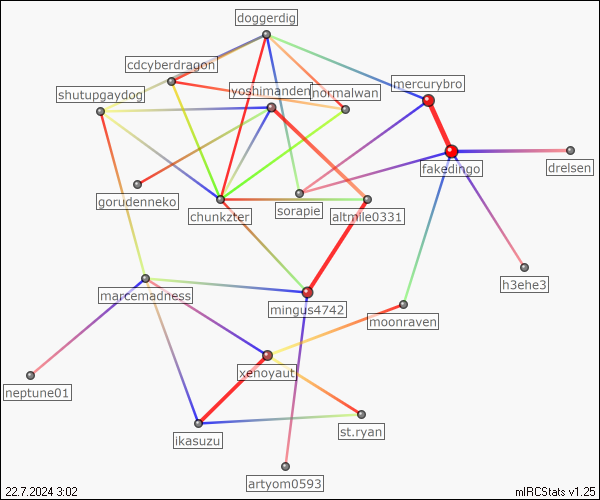 doggerdig
cdcyberdragon
mercurybro
yoshimanden
normalwan
shutupgaydog
fakedingo
drelsen
gorudenneko
sorapie
chunkzter
altmile0331
h3ehe3
marcemadness
mingus4742
moonraven
xenoyaut
neptune01
st.ryan
ikasuzu
artyom0593
22.7.2024 3:02
mIRCStats v1.25